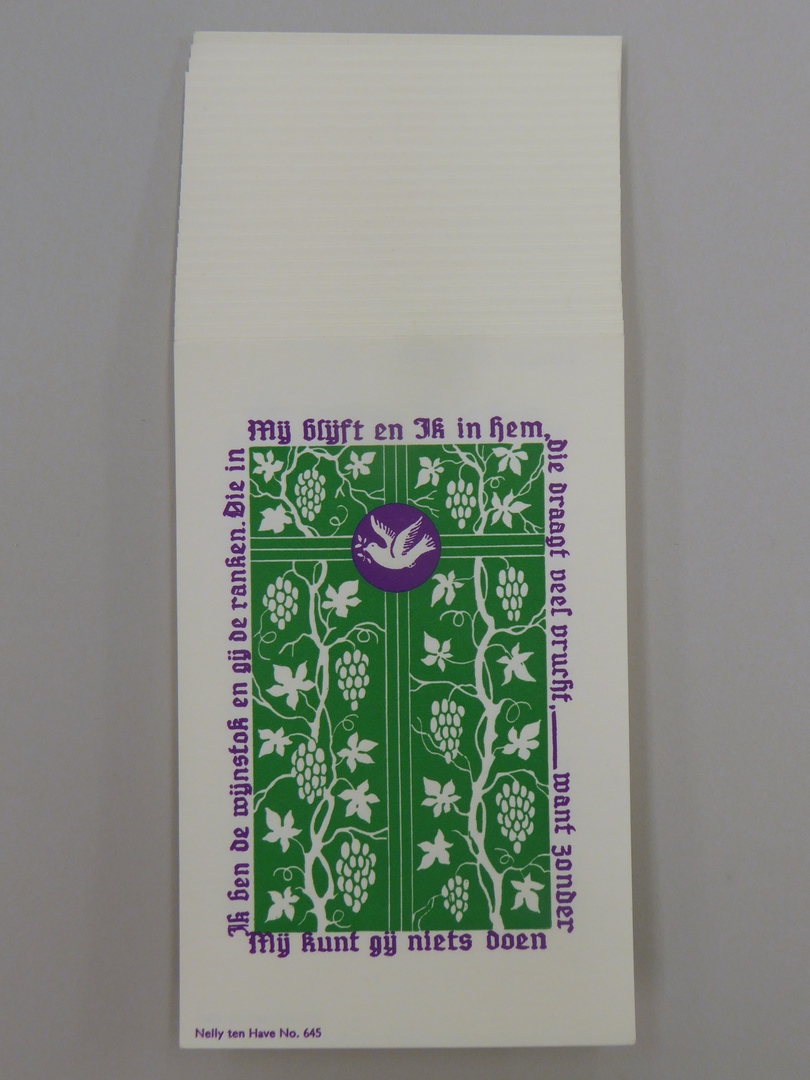 Ik ben de wijnstok en gij de ranken. Die in
Mij blijft en Ik in hem,
die draagt veel vrucht, — want zonder
Mij kunt gij niets doen
Nelly ten Have No. 645